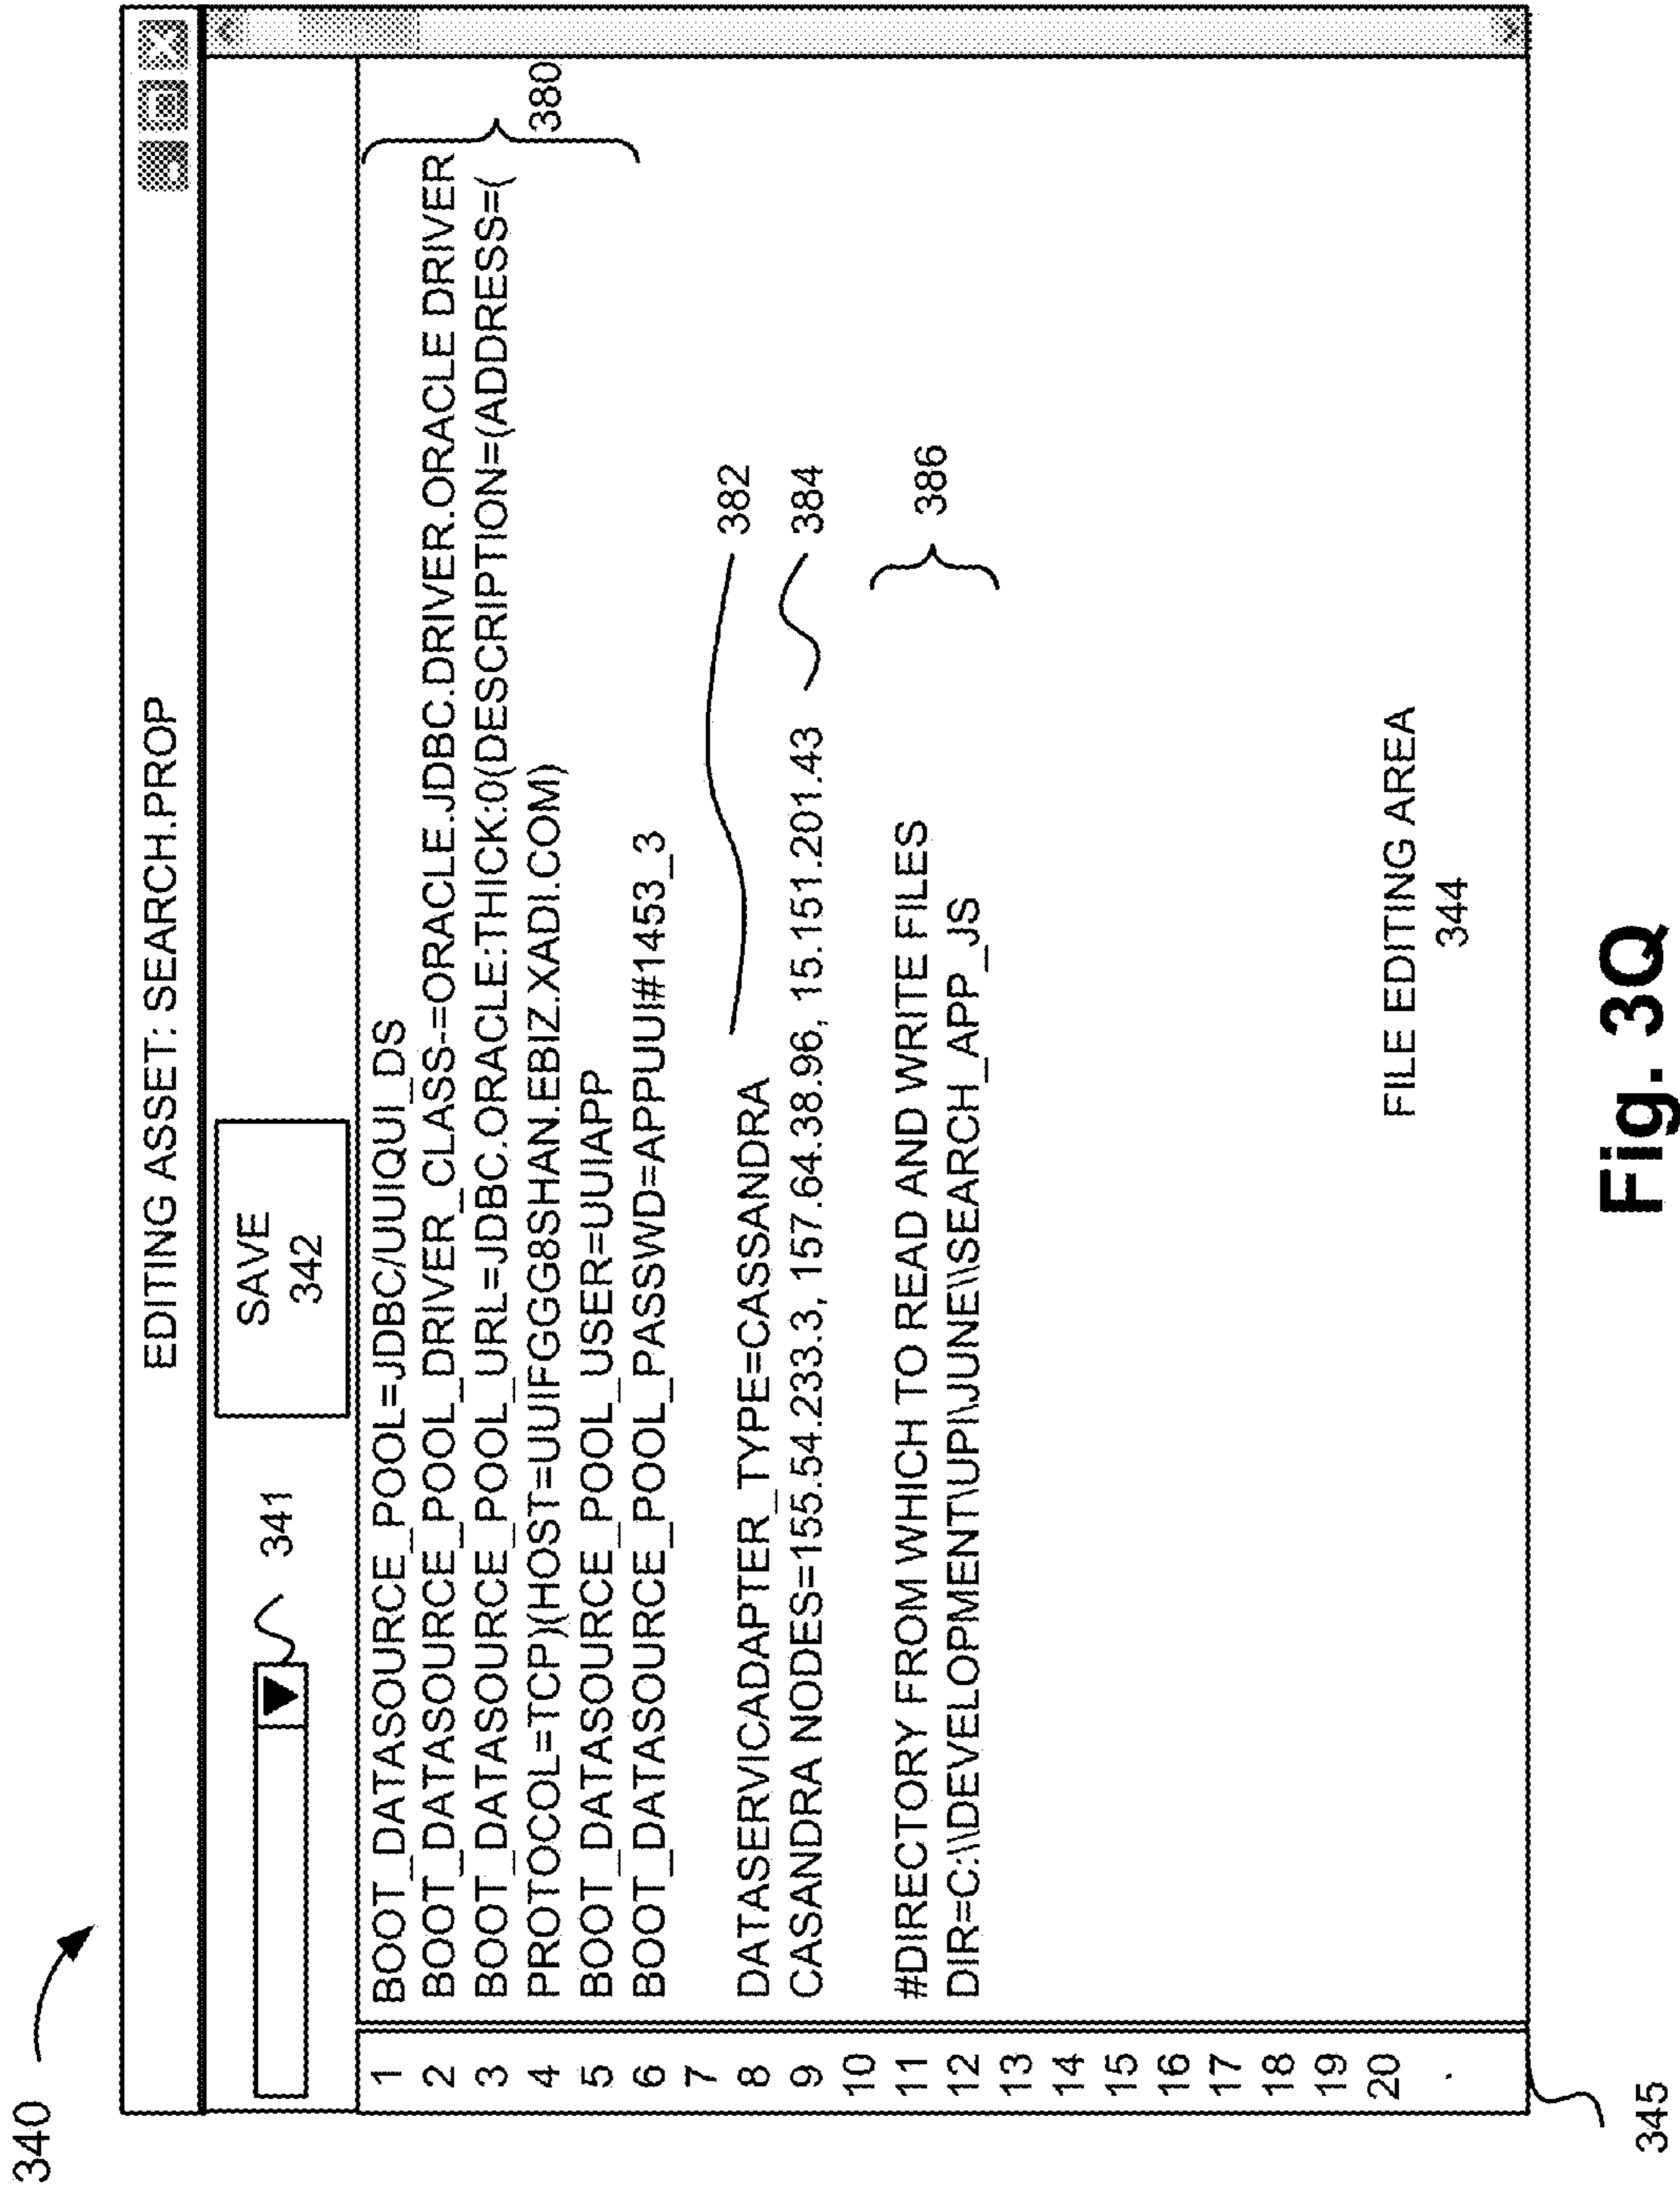 340
EDITING ASSET: SEARCH.PROP
341
SAVE
342
1 BOOT_DATASOURCE_POOL=JDBC/UUIQUI_DS
2 BOOT_DATASOURCE_POOL_DRIVER_CLASS-=ORACLE.JDBC.DRIVER.ORACLE DRIVER
3 BOOT_DATASOURCE_POOL_URL=JDBC.ORACLE:THICK:0(DESCRIPTION=(ADDRESS=(
4 PROTOCOL=TCP)(HOST=UUIFGGG8SHAN.EBIZ.XADI.COM)
5 BOOT_DATASOURCE_POOL_USER=UUIAPP
6 BOOT_DATASOURCE_POOL_PASSWD=APPUUI#1453_3
380
7
8 DATASERVICADAPTER_TYPE=CASSANDRA
382
9 CASANDRA NODES=155.54.233.3, 157.64.38.96, 15.151.201.43
384
10
11 #DIRECTORY FROM WHICH TO READ AND WRITE FILES
12 DIR=C:\\DEVELOPMENT\UPI\JUNE\\SEARCH_APP_JS
386
13
14
15
16
17
18
19
20
.
FILE EDITING AREA
344
345
Fig. 3Q